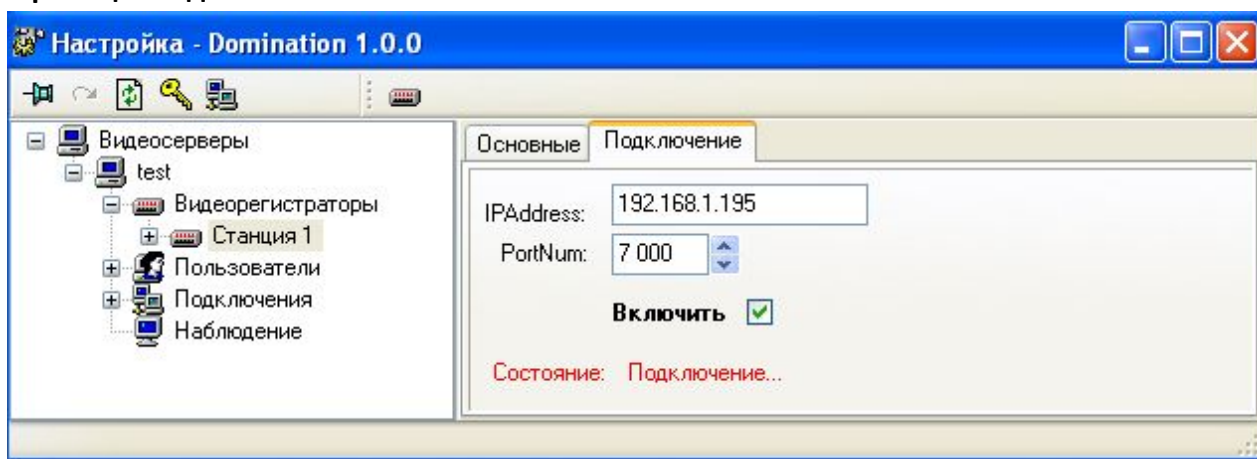 Настройка - Domination 1.0.0
Видеосерверы
test
Видеорегистраторы
Станция 1
Пользователи
Подключения
Наблюдение
Основные
Подключение
IPAddress: 192.168.1.195
PortNum: 7 000
Включить
Состояние: Подключение...